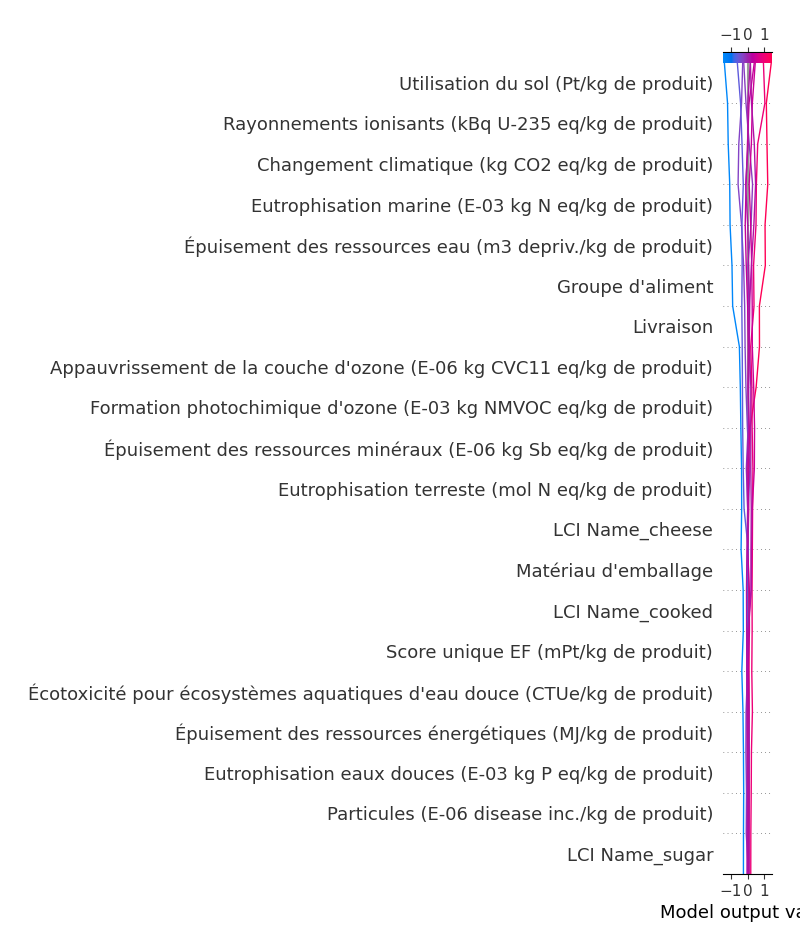 −1 0 1
Utilisation du sol (Pt/kg de produit)
Rayonnements ionisants (kBq U-235 eq/kg de produit)
Changement climatique (kg CO2 eq/kg de produit)
Eutrophisation marine (E-03 kg N eq/kg de produit)
Épuisement des ressources eau (m3 depriv./kg de produit)
Groupe d'aliment
Livraison
Appauvrissement de la couche d'ozone (E-06 kg CVC11 eq/kg de produit)
Formation photochimique d'ozone (E-03 kg NMVOC eq/kg de produit)
Épuisement des ressources minéraux (E-06 kg Sb eq/kg de produit)
Eutrophisation terreste (mol N eq/kg de produit)
LCI Name_cheese
Matériau d'emballage
LCI Name_cooked
Score unique EF (mPt/kg de produit)
Écotoxicité pour écosystèmes aquatiques d'eau douce (CTUe/kg de produit)
Épuisement des ressources énergétiques (MJ/kg de produit)
Eutrophisation eaux douces (E-03 kg P eq/kg de produit)
Particules (E-06 disease inc./kg de produit)
LCI Name_sugar
−1 0 1
Model output va